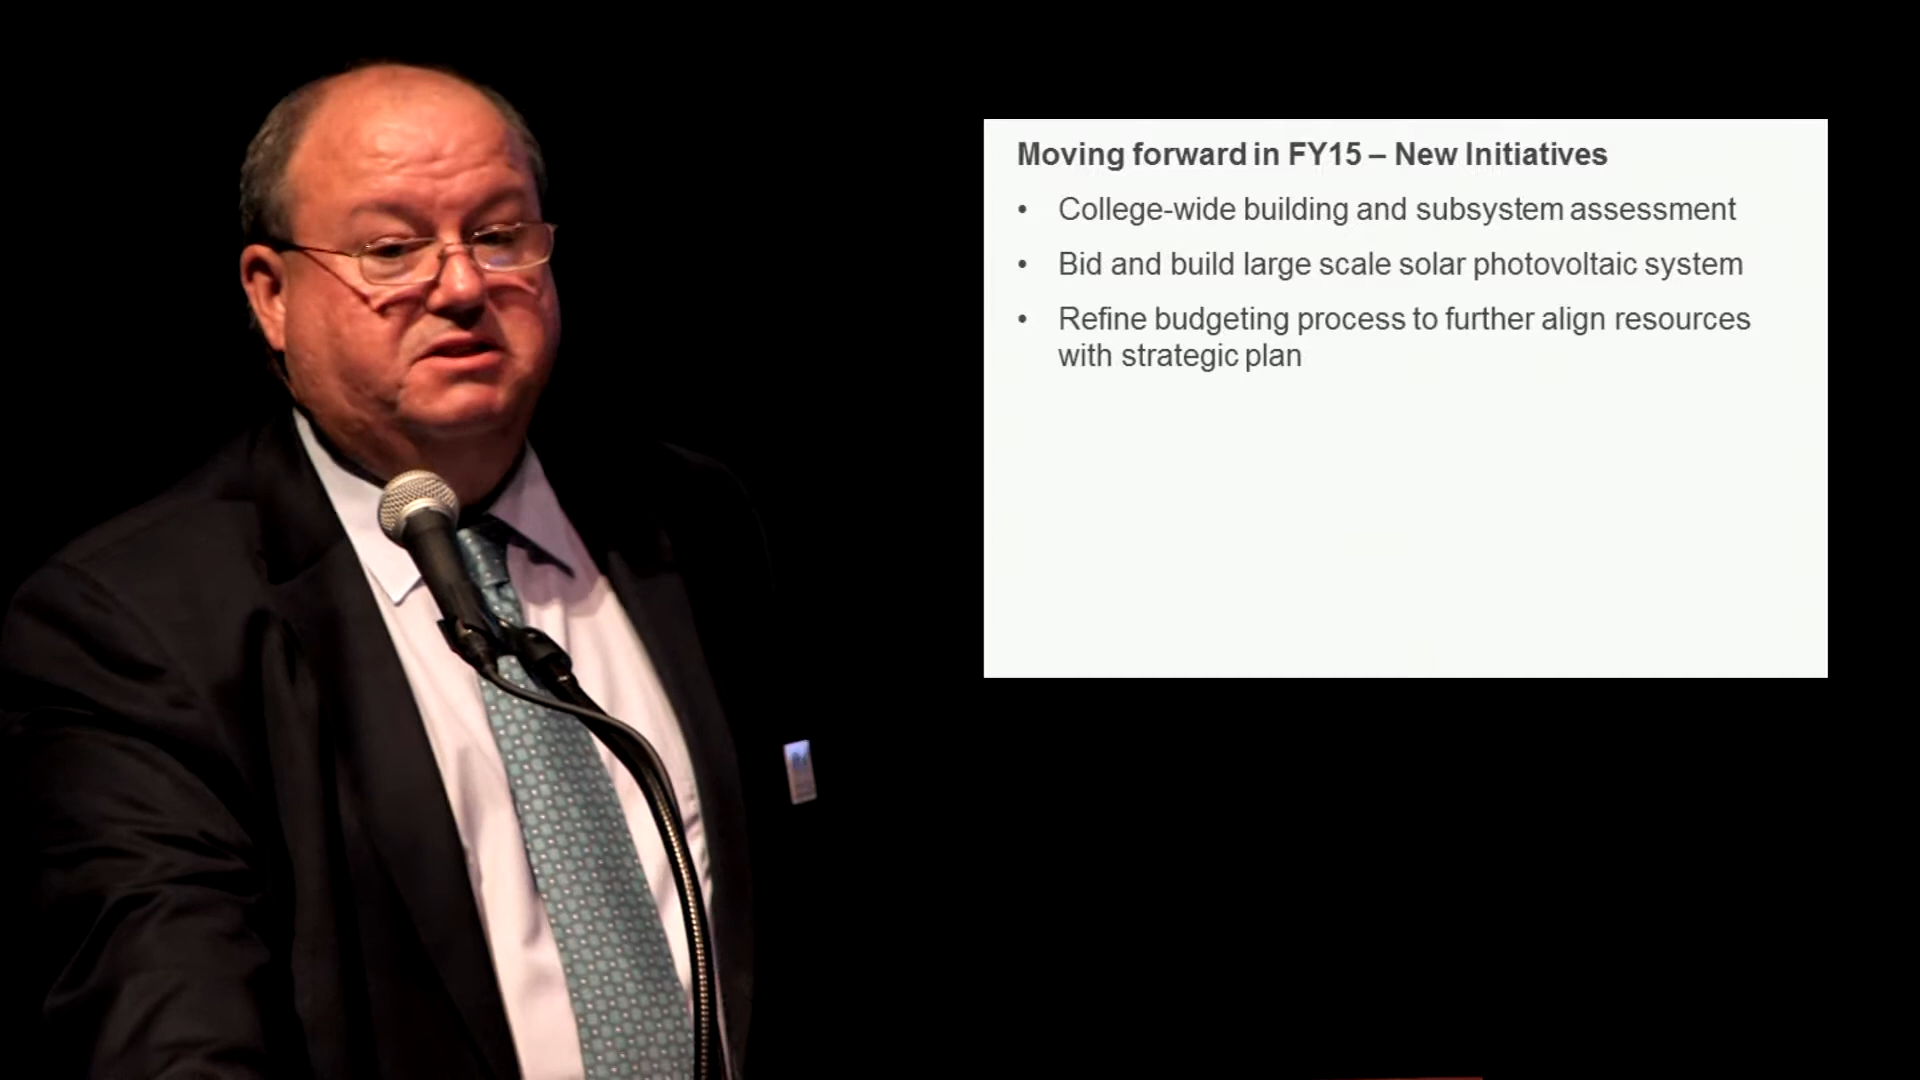 Moving forward in FY15 – New Initiatives
• College-wide building and subsystem assessment
• Bid and build large scale solar photovoltaic system
• Refine budgeting process to further align resources
with strategic plan